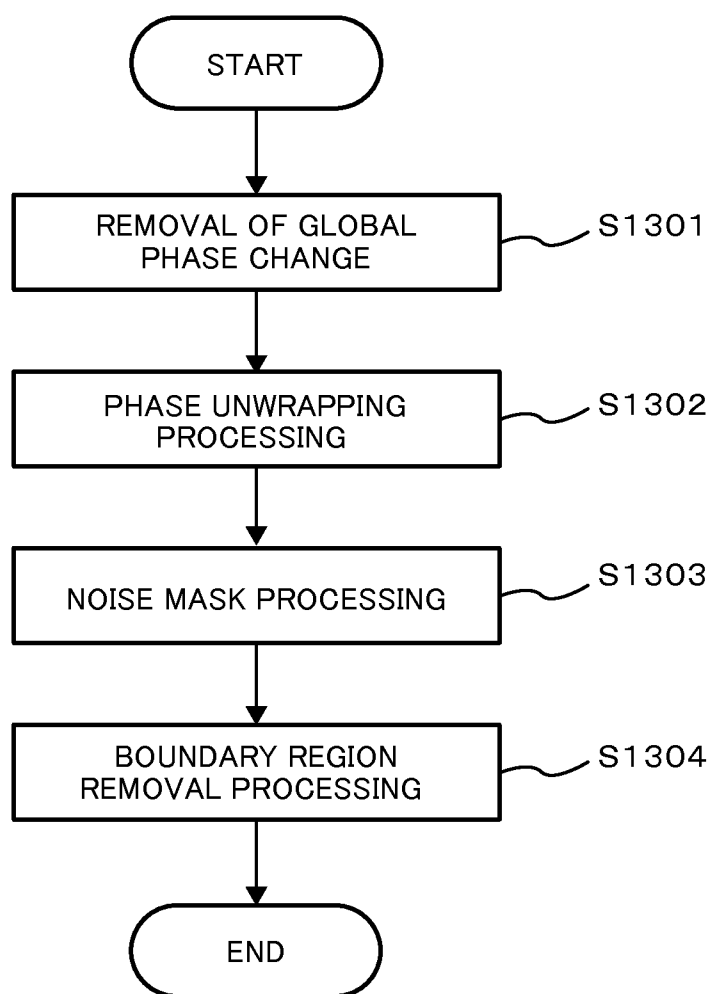 START
REMOVAL OF GLOBAL
PHASE CHANGE
S1301
PHASE UNWRAPPING
PROCESSING
S1302
NOISE MASK PROCESSING
S1303
BOUNDARY REGION
REMOVAL PROCESSING
S1304
END